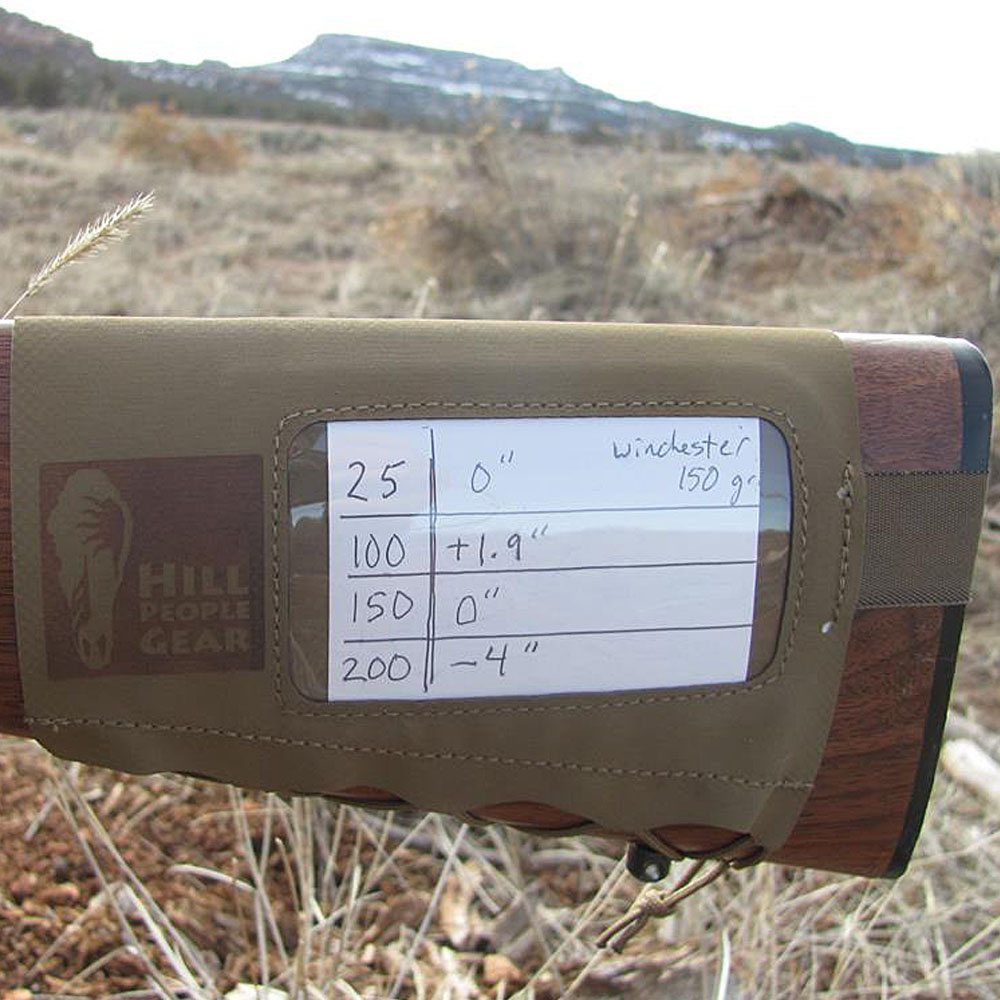 HILL
PEOPLE
GEAR
25 0" winchester
150 gr
100 +1.9"
150 0"
200 -4"